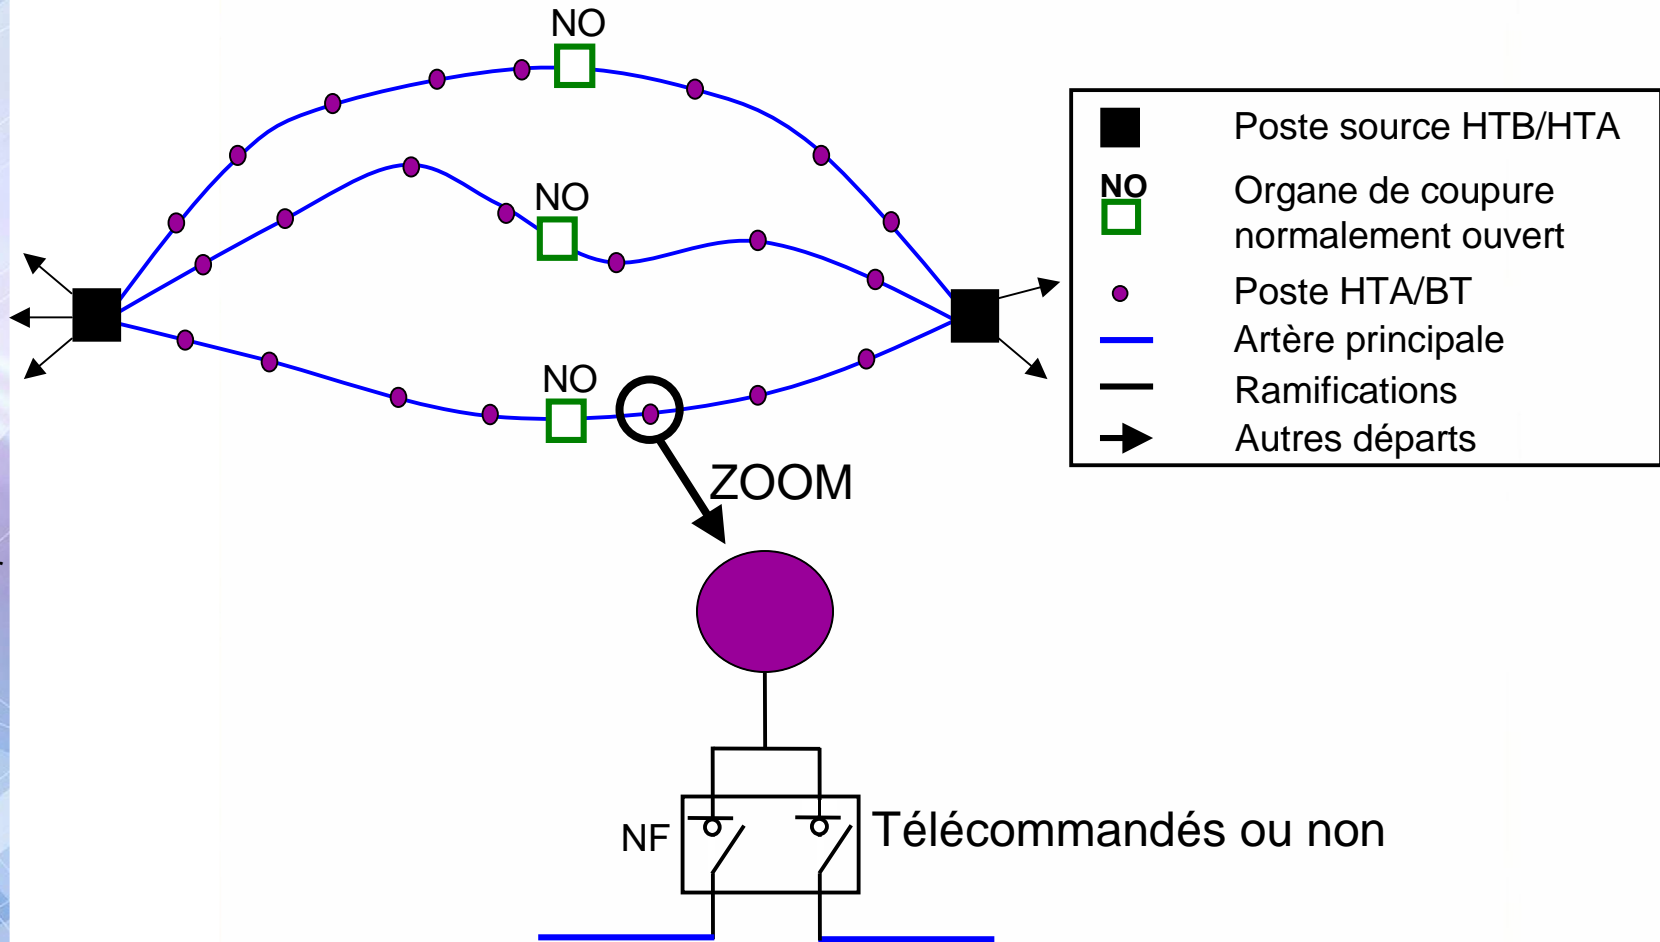 NO
NO
NO
ZOOM
NF
Télécommandés ou non
Poste source HTB/HTA
NO
Organe de coupure
normalement ouvert
Poste HTA/BT
Artère principale
Ramifications
Autres départs